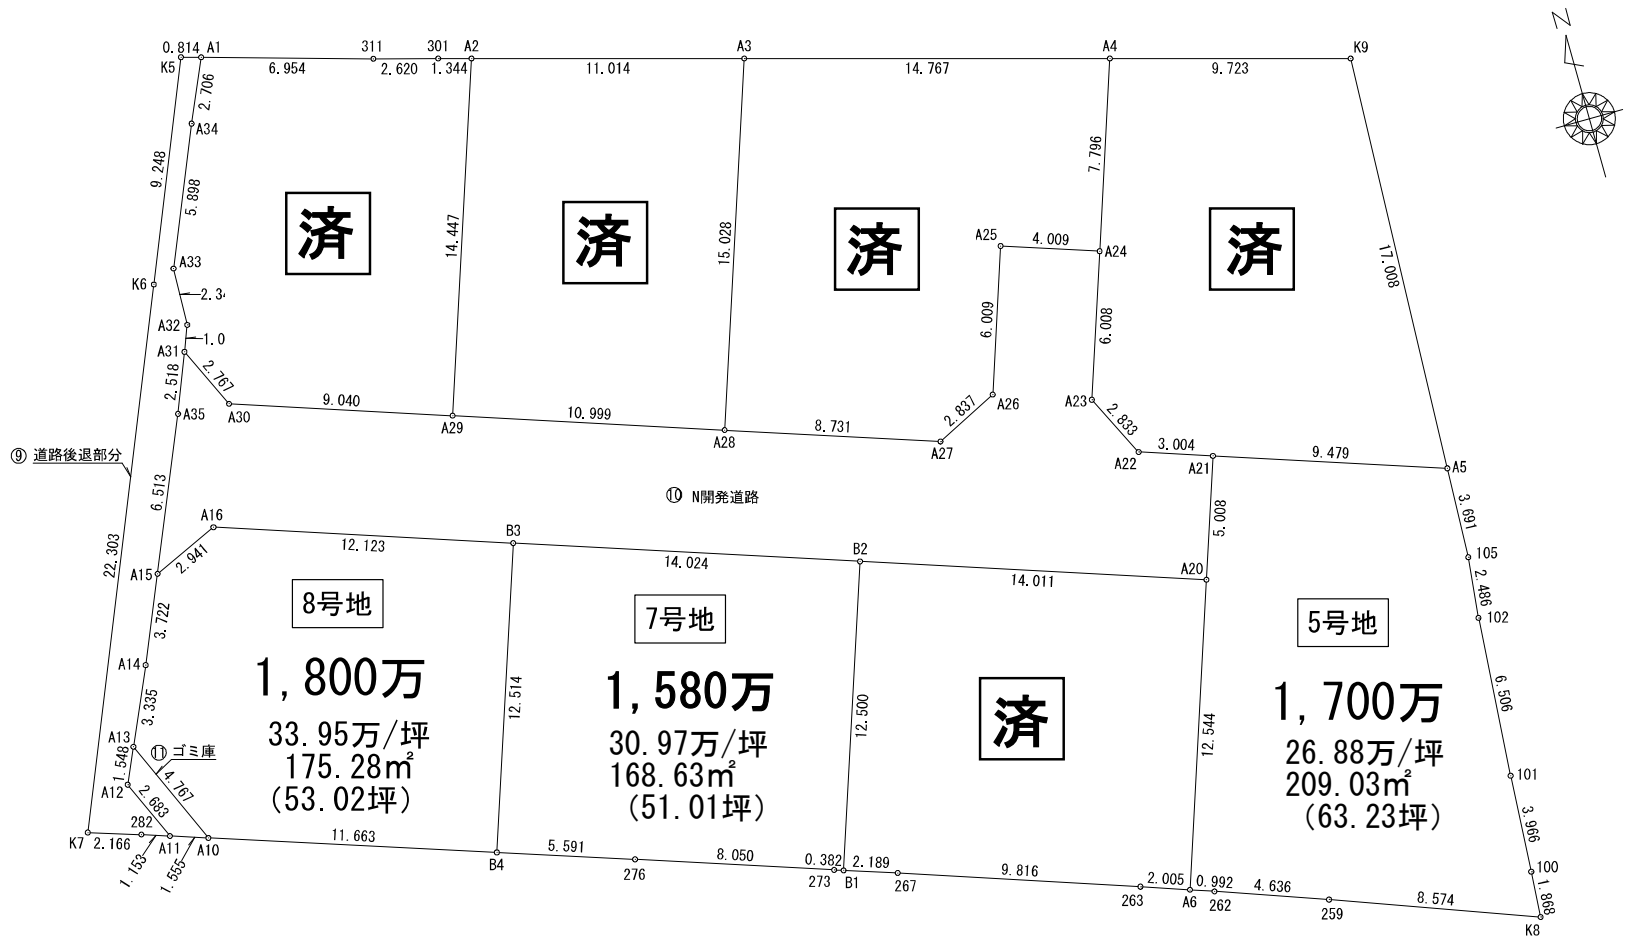 0.814 A1 311 301 A2 A3 A4 K9 N
K5 6.954 2.620 1.344 11.014 14.767 9.723
2.706
A34
9.248 5.898 14.447 15.028 7.796 17.008
済 済 済 済
A25 4.009 A24
A33
K6
A32
A31
2.767
2.518
6.009 6.008
A35 A30 9.040 A29 10.999 A28 8.731 A27 2.837 A26 A23 2.833 A22 3.004 A21 9.479 A5
⑨ 道路後退部分
⑩ N開発道路
6.513 5.008 3.691
A16 12.123 B3 14.024 B2 14.011 A20 105
22.303 2.941 2.486
A15 102
3.722
A14
3.335 12.514 12.500 12.544 6.506
8号地
1,800万
33.95万/坪
175.28㎡
(53.02坪)
7号地
1,580万
30.97万/坪
168.63㎡
(51.01坪)
済
5号地
1,700万
26.88万/坪
209.03㎡
(63.23坪)
A13 ⑪ ゴミ庫
1.548 4.767 101
A12 2.683 3.966
K7 2.166 282 1.153 A11 1.555 A10 11.663 B4 5.591 276 8.050 273 0.382 B1 2.189 267 9.816 263 2.005 A6 0.992 262 4.636 259 8.574 100 1.868 K8